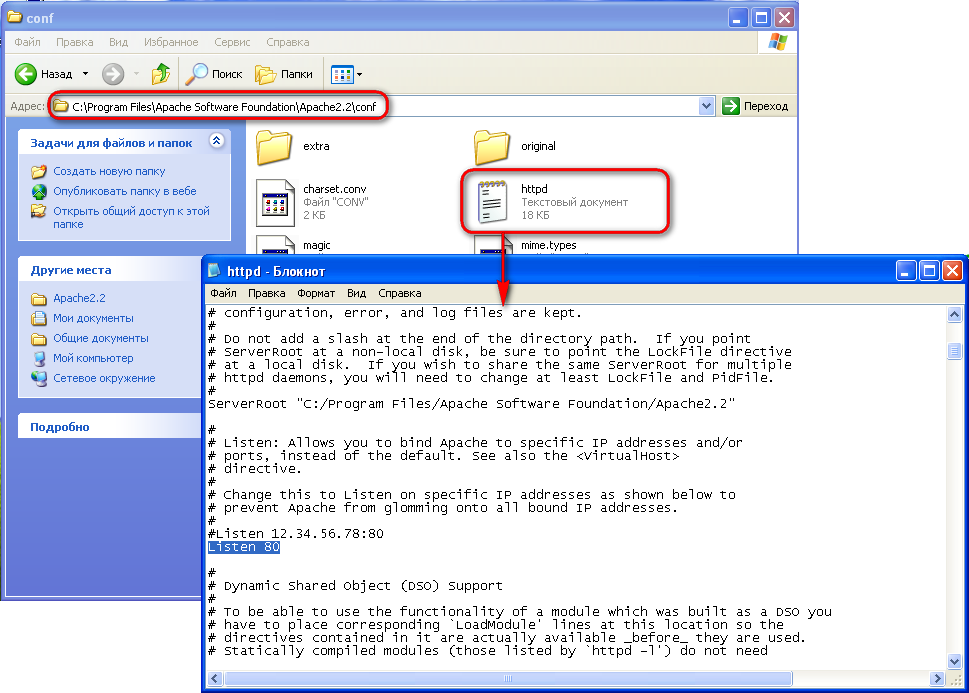 conf
Файл Правка Вид Избранное Сервис Справка
Назад Поиск Папки
Адрес: C:\Program Files\Apache Software Foundation\Apache2.2\conf Переход
Задачи для файлов и папок
Создать новую папку
Опубликовать папку в вебе
Открыть общий доступ к этой
папке
Другие места
Apache2.2
Мои документы
Общие документы
Мой компьютер
Сетевое окружение
Подробно
extra
original
charset.conv
Файл "CONV"
2 КБ
httpd
Текстовый документ
18 КБ
magic
mime.types
httpd - Блокнот
Файл Правка Формат Вид Справка
# configuration, error, and log files are kept.
#
# Do not add a slash at the end of the directory path.  If you point
# ServerRoot at a non-local disk, be sure to point the LockFile directive
# at a local disk.  If you wish to share the same ServerRoot for multiple
# httpd daemons, you will need to change at least LockFile and PidFile.
#
ServerRoot "C:/Program Files/Apache Software Foundation/Apache2.2"
#
# Listen: Allows you to bind Apache to specific IP addresses and/or
# ports, instead of the default. See also the <VirtualHost>
# directive.
#
# Change this to Listen on specific IP addresses as shown below to
# prevent Apache from glomming onto all bound IP addresses.
#
#Listen 12.34.56.78:80
Listen 80
#
# Dynamic Shared Object (DSO) Support
#
# To be able to use the functionality of a module which was built as a DSO you
# have to place corresponding `LoadModule' lines at this location so the
# directives contained in it are actually available _before_ they are used.
# Statically compiled modules (those listed by `httpd -l') do not need